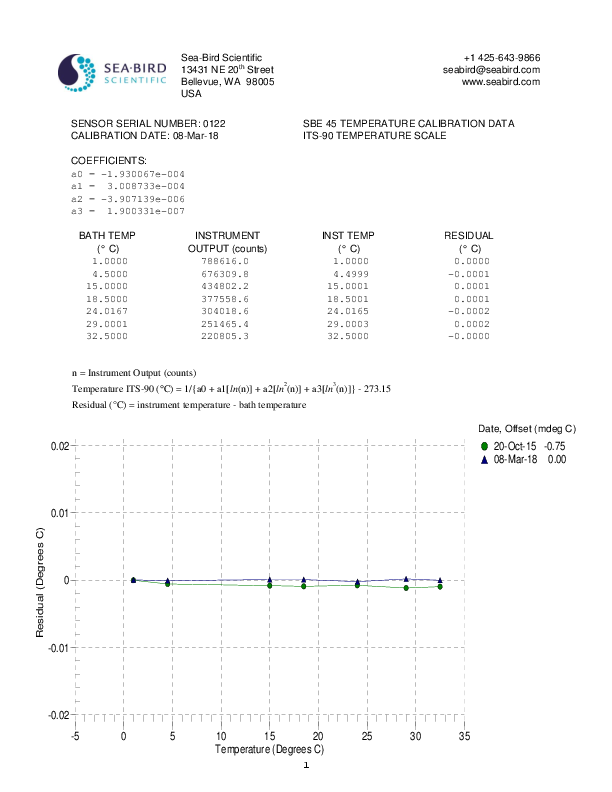 SEA·BIRD
SCIENTIFIC
Sea-Bird Scientific
13431 NE 20th Street
Bellevue, WA 98005
USA
+1 425-643-9866
seabird@seabird.com
www.seabird.com
SENSOR SERIAL NUMBER: 0122
CALIBRATION DATE: 08-Mar-18
SBE 45 TEMPERATURE CALIBRATION DATA
ITS-90 TEMPERATURE SCALE
COEFFICIENTS:
a0 = -1.930067e-004
a1 = 3.008733e-004
a2 = -3.907139e-006
a3 = 1.900331e-007
BATH TEMP INSTRUMENT INST TEMP RESIDUAL
(° C) OUTPUT (counts) (° C) (° C)
1.0000 788616.0 1.0000 0.0000
4.5000 676309.8 4.4999 -0.0001
15.0000 434802.2 15.0001 0.0001
18.5000 377558.6 18.5001 0.0001
24.0167 304018.6 24.0165 -0.0002
29.0001 251465.4 29.0003 0.0002
32.5000 220805.3 32.5000 -0.0000
n = Instrument Output (counts)
Temperature ITS-90 (°C) = 1/{a0 + a1[ln(n)] + a2[ln²(n)] + a3[ln³(n)]} - 273.15
Residual (°C) = instrument temperature - bath temperature
Date, Offset (mdeg C)
20-Oct-15 -0.75
08-Mar-18 0.00
0.02
0.01
0
-0.01
-0.02
Residual (Degrees C)
-5 0 5 10 15 20 25 30 35
Temperature (Degrees C)
1